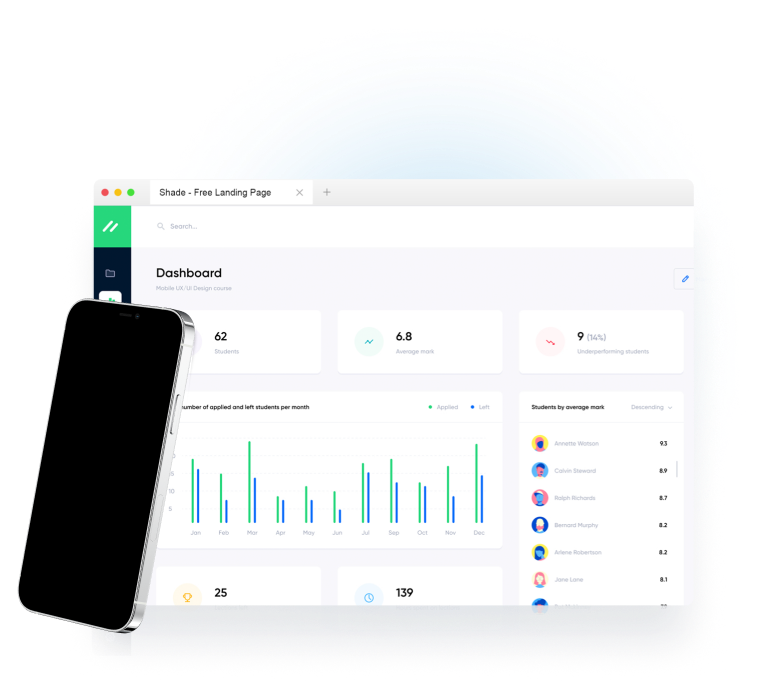 Shade - Free Landing Page
Search...
Dashboard
Mobile UX/UI Design course
62
Students
6.8
Average mark
9 (14%)
Underperforming students
umber of applied and left students per month
Applied
Left
10
5
Jan Feb Mar Apr May Jun Jul Sep Oct Nov Dec
Students by average mark
Descending
Annette Watson 9.3
Calvin Steward 8.9
Ralph Richards 8.7
Bernard Murphy 8.2
Arlene Robertson 8.2
Jane Lane 8.1
25
139